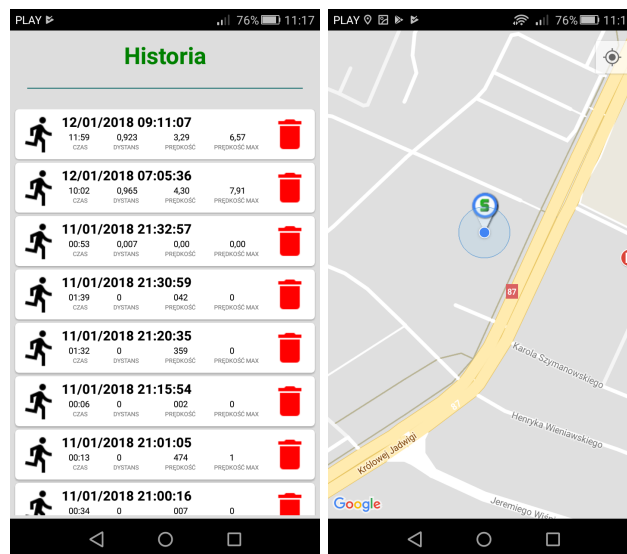 PLAY 76% 11:17
Historia
12/01/2018 09:11:07
11:59 0,923 3,29 6,57
CZAS DYSTANS PRĘDKOŚĆ PRĘDKOŚĆ MAX
12/01/2018 07:05:36
10:02 0,965 4,30 7,91
CZAS DYSTANS PRĘDKOŚĆ PRĘDKOŚĆ MAX
11/01/2018 21:32:57
00:53 0,007 0,00 0,00
CZAS DYSTANS PRĘDKOŚĆ PRĘDKOŚĆ MAX
11/01/2018 21:30:59
01:39 0 042 0
CZAS DYSTANS PRĘDKOŚĆ PRĘDKOŚĆ MAX
11/01/2018 21:20:35
01:32 0 359 0
CZAS DYSTANS PRĘDKOŚĆ PRĘDKOŚĆ MAX
11/01/2018 21:15:54
00:06 0 002 0
CZAS DYSTANS PRĘDKOŚĆ PRĘDKOŚĆ MAX
11/01/2018 21:01:05
00:13 0 474 1
CZAS DYSTANS PRĘDKOŚĆ PRĘDKOŚĆ MAX
11/01/2018 21:00:16
00:34 0 007 0
PLAY 76% 11:1
S
87
Karola Szymanowskiego
87
Henryka Wieniawskiego
Królowej Jadwigi
Google
Jeremiego